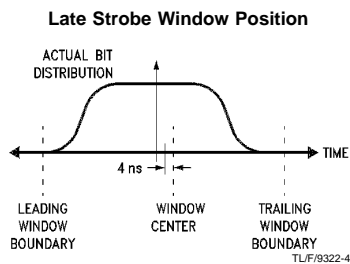 Late Strobe Window Position
ACTUAL BIT
DISTRIBUTION
TIME
4 ns
LEADING
WINDOW
BOUNDARY
WINDOW
CENTER
TRAILING
WINDOW
BOUNDARY
TL/F/9322-4